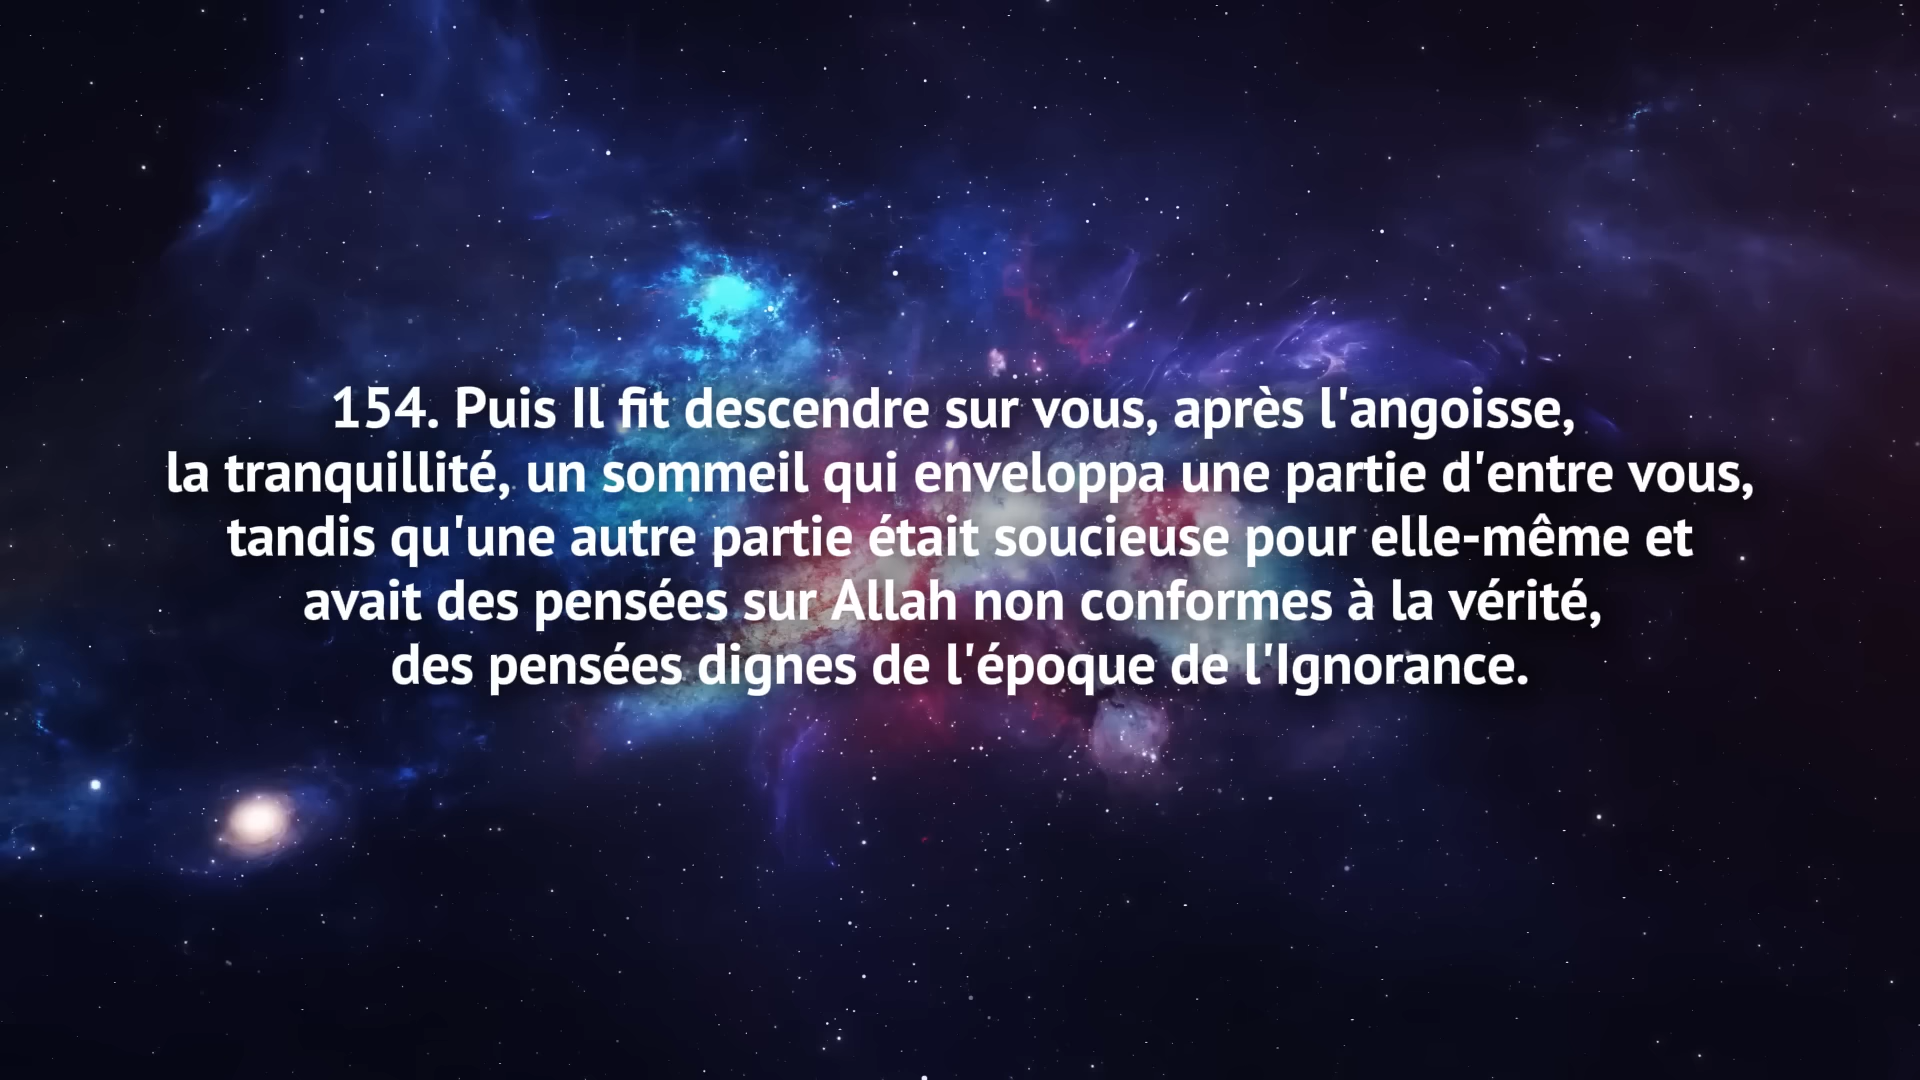 154. Puis Il fit descendre sur vous, après l'angoisse,
la tranquillité, un sommeil qui enveloppa une partie d'entre vous,
tandis qu'une autre partie était soucieuse pour elle-même et
avait des pensées sur Allah non conformes à la vérité,
des pensées dignes de l'époque de l'Ignorance.